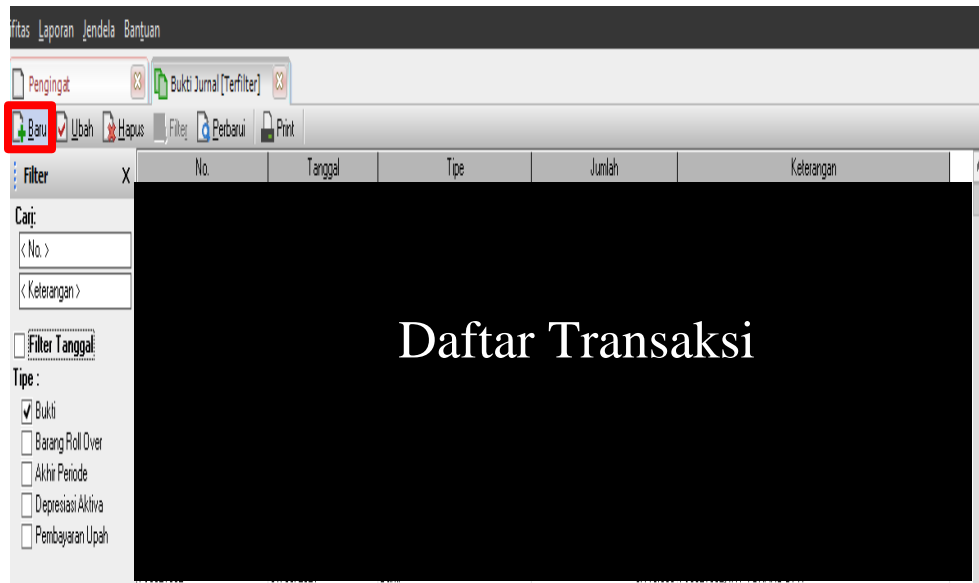 Laporan Jendela Bantuan
Pengingat Bukti Jurnal [Terfilter]
Baru Ubah Hapus Filter Perbarui Print
Filter X No. Tanggal Tipe Jumlah Keterangan
Cari:
< No. >
< Keterangan >
Daftar Transaksi
Filter Tanggal
Tipe :
Bukti
Barang Roll Over
Akhir Periode
Depresiasi Aktiva
Pembayaran Upah